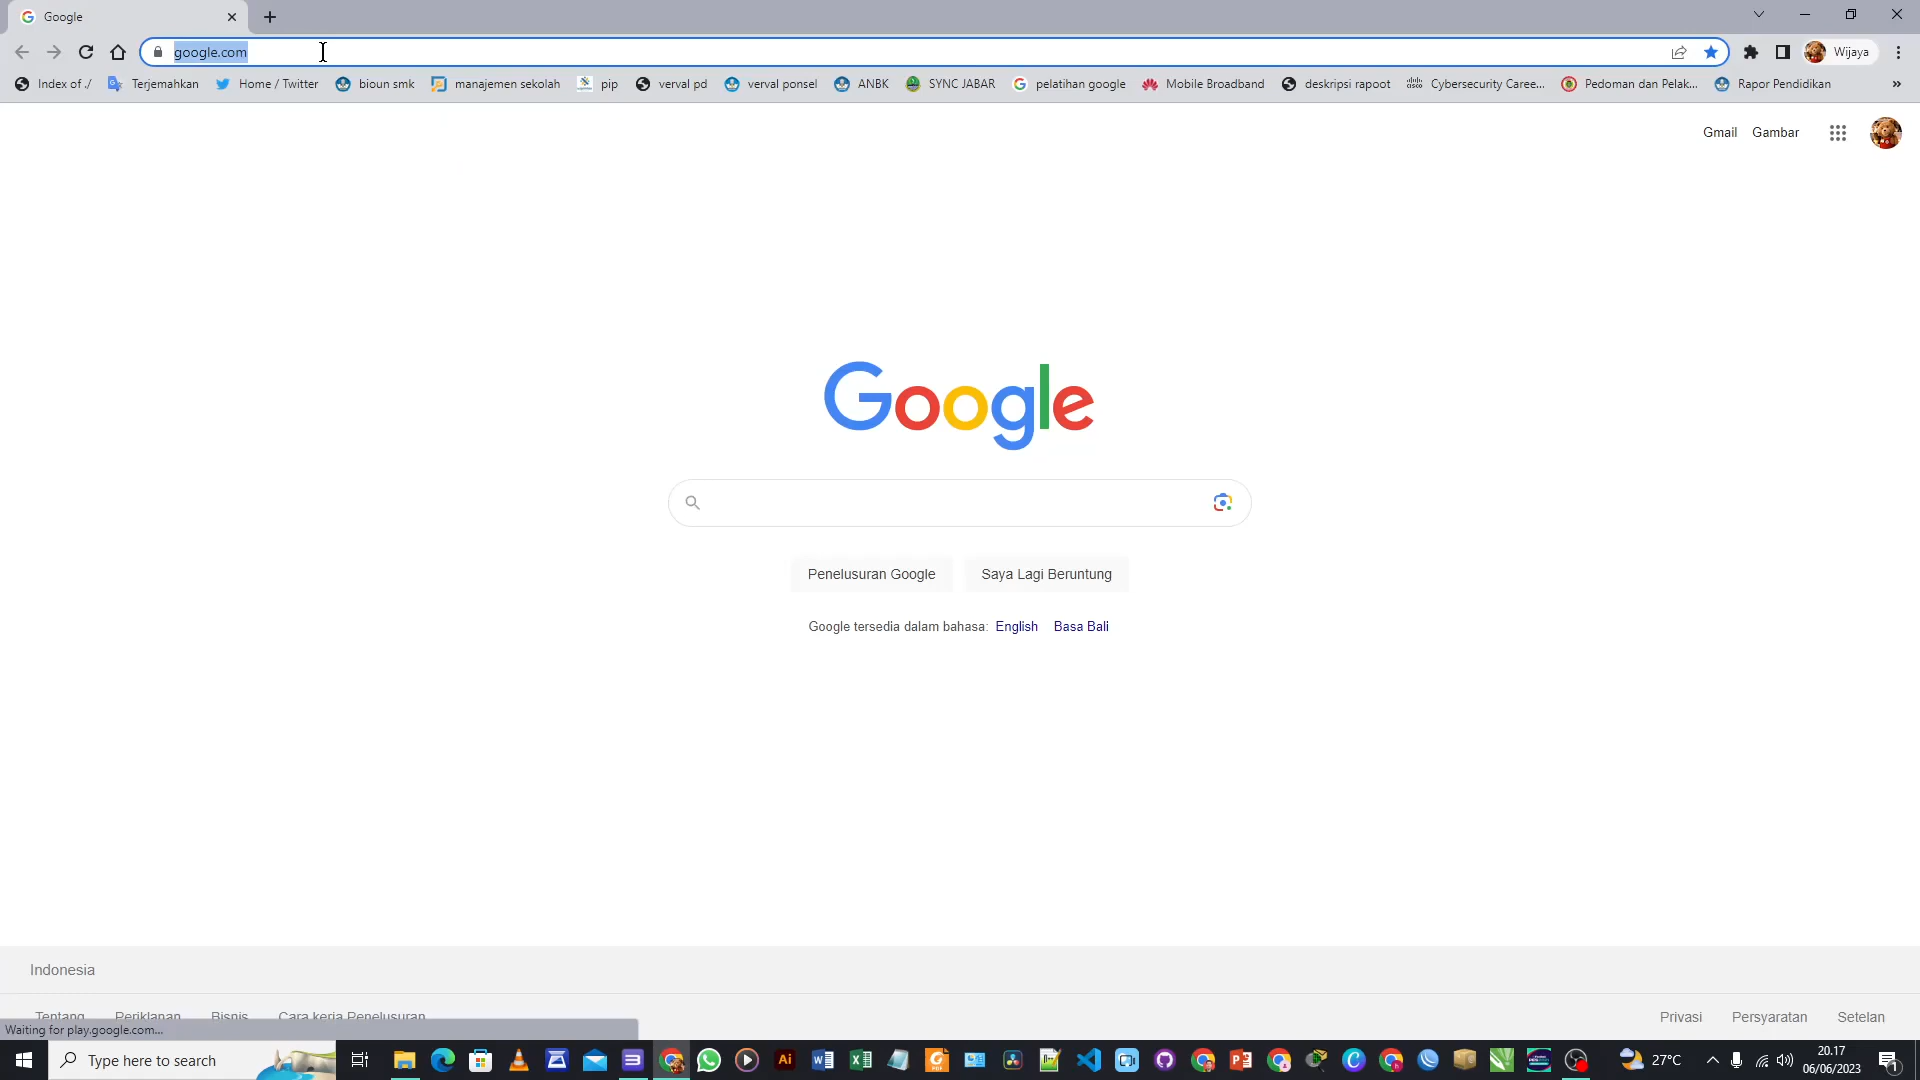 Google
google.com
Wijaya
Index of ./
Terjemahkan
Home / Twitter
bioun smk
manajemen sekolah
pip
verval pd
verval ponsel
ANBK
SYNC JABAR
pelatihan google
Mobile Broadband
deskripsi rapoot
Cybersecurity Caree...
Pedoman dan Pelak...
Rapor Pendidikan
»
Gmail
Gambar
Google
Penelusuran Google
Saya Lagi Beruntung
Google tersedia dalam bahasa: English Basa Bali
Indonesia
Tentang
Periklanan
Bisnis
Cara kerja Penelusuran
Privasi
Persyaratan
Setelan
Waiting for play.google.com...
Type here to search
27°C
20.17
06/06/2023
1